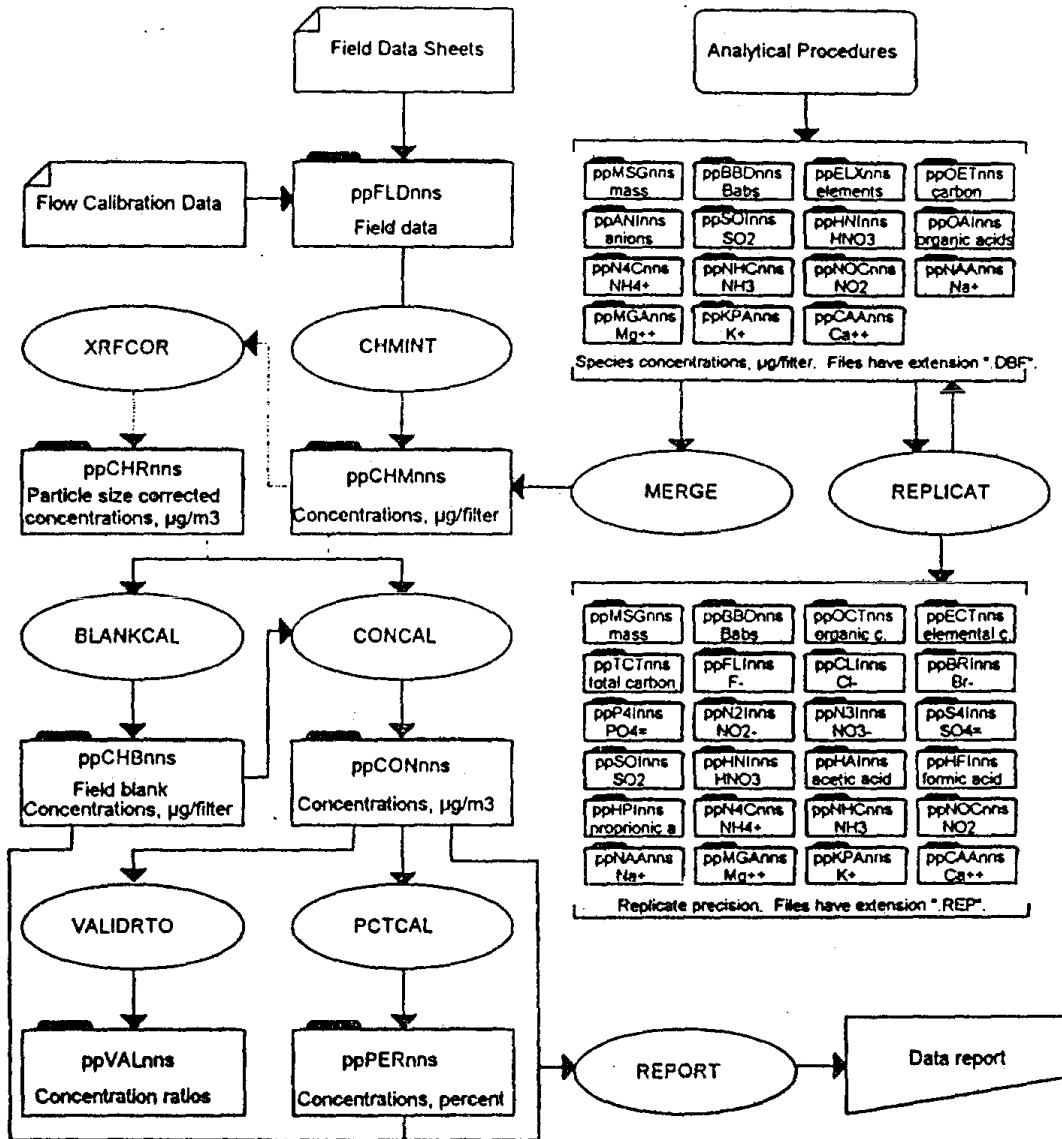 Field Data Sheets
Analytical Procedures
Flow Calibration Data
ppFLDnns
Field data
ppMSGnns
mass
ppBBDnns
Babs
ppELXnns
elements
ppOETnns
carbon
ppANInns
anions
ppSOInns
SO2
ppHNInns
HNO3
ppOAInns
organic acids
ppN4Cnns
NH4+
ppNHCnns
NH3
ppNOCnns
NO2
ppNAAnns
Na+
ppMGAnns
Mg++
ppKPAnns
K+
ppCAAnns
Ca++
Species concentrations, µg/filter. Files have extension ".DBF".
XRFCOR
CHMINT
ppCHRnns
Particle size corrected
concentrations, µg/m3
ppCHMnns
Concentrations, µg/filter
MERGE
REPLICAT
BLANKCAL
CONCAL
ppMSGnns
mass
ppBBDnns
Babs
ppOCTnns
organic c.
ppECTnns
elemental c.
ppTCTnns
total carbon
ppFLInns
F-
ppCLInns
Cl-
ppBRInns
Br-
ppP4Inns
PO4=
ppN2Inns
NO2-
ppN3Inns
NO3-
ppS4Inns
SO4=
ppSOInns
SO2
ppHNInns
HNO3
ppHAInns
acetic acid
ppHFInns
formic acid
ppHPInns
proprionic a
ppN4Cnns
NH4+
ppNHCnns
NH3
ppNOCnns
NO2
ppNAAnns
Na+
ppMGAnns
Mg++
ppKPAnns
K+
ppCAAnns
Ca++
Replicate precision. Files have extension ".REP".
ppCHBnns
Field blank
Concentrations, µg/filter
ppCONnns
Concentrations, µg/m3
VALIDRTO
PCTCAL
ppVALnns
Concentration ratios
ppPERnns
Concentrations, percent
REPORT
Data report